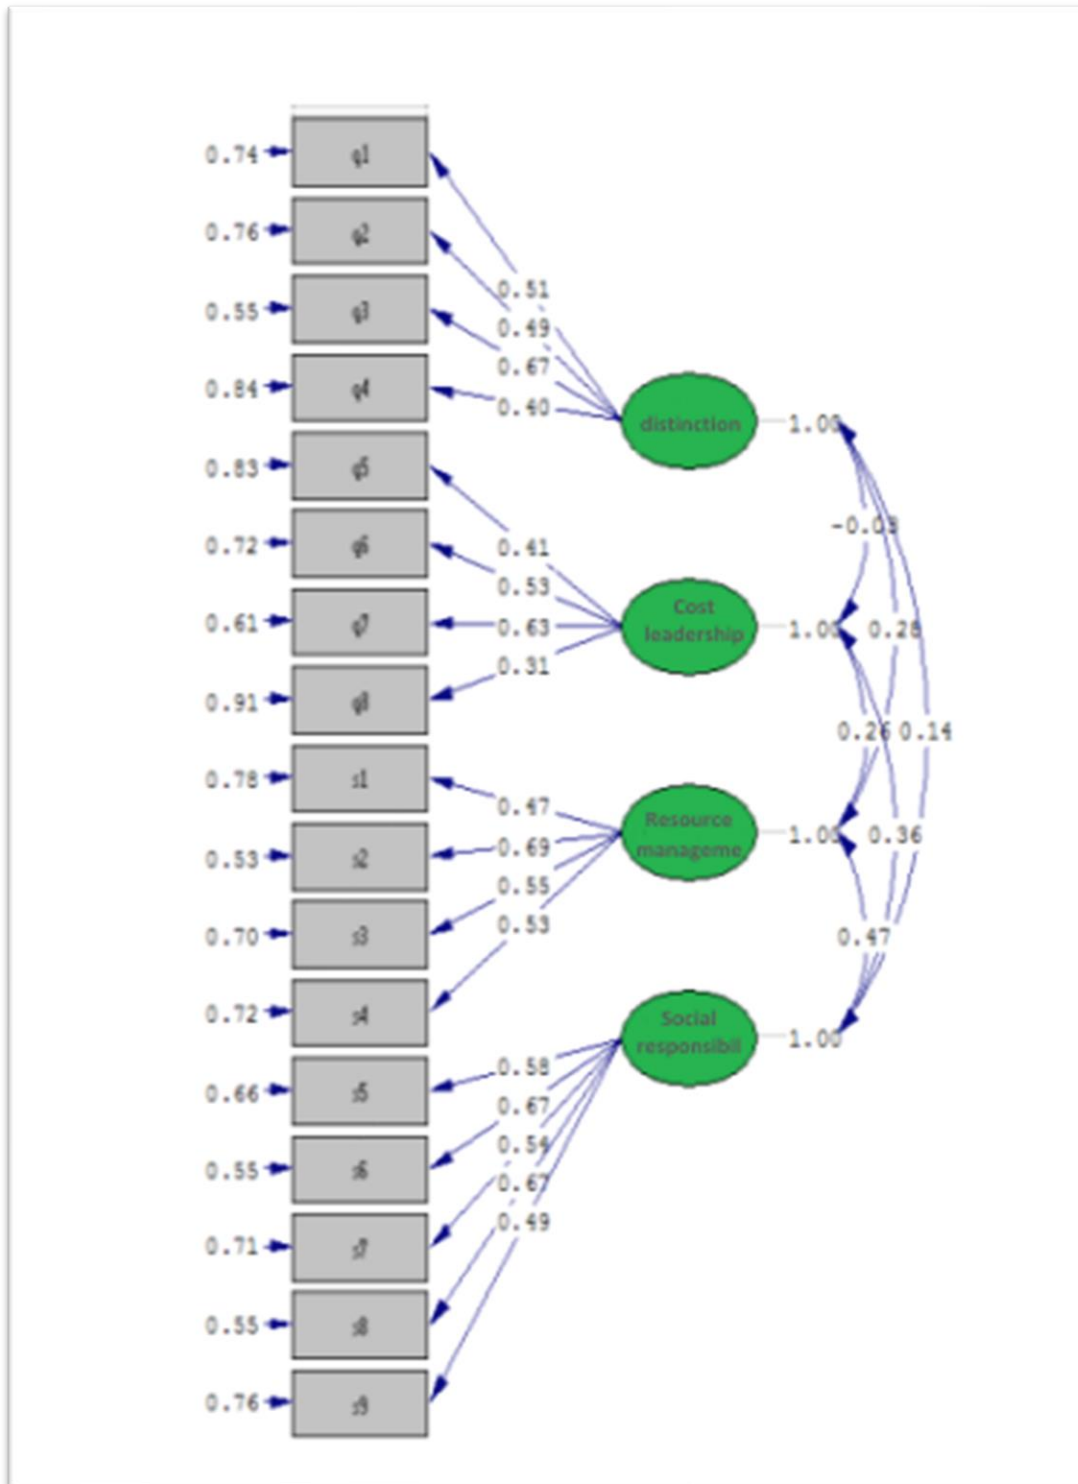 0.74
q1
0.76
q2
0.55
q3
0.84
q4
0.83
q5
0.72
q6
0.61
q7
0.91
q8
0.78
s1
0.53
s2
0.70
s3
0.72
s4
0.66
s5
0.55
s6
0.71
s7
0.55
s8
0.76
s9
0.51
0.49
0.67
0.40
0.41
0.53
0.63
0.31
0.47
0.69
0.55
0.53
0.58
0.67
0.54
0.67
0.49
distinction
Cost
leadership
Resource
manageme
Social
responsibil
1.00
1.00
1.00
1.00
-0.03
0.28
0.26
0.14
0.36
0.47